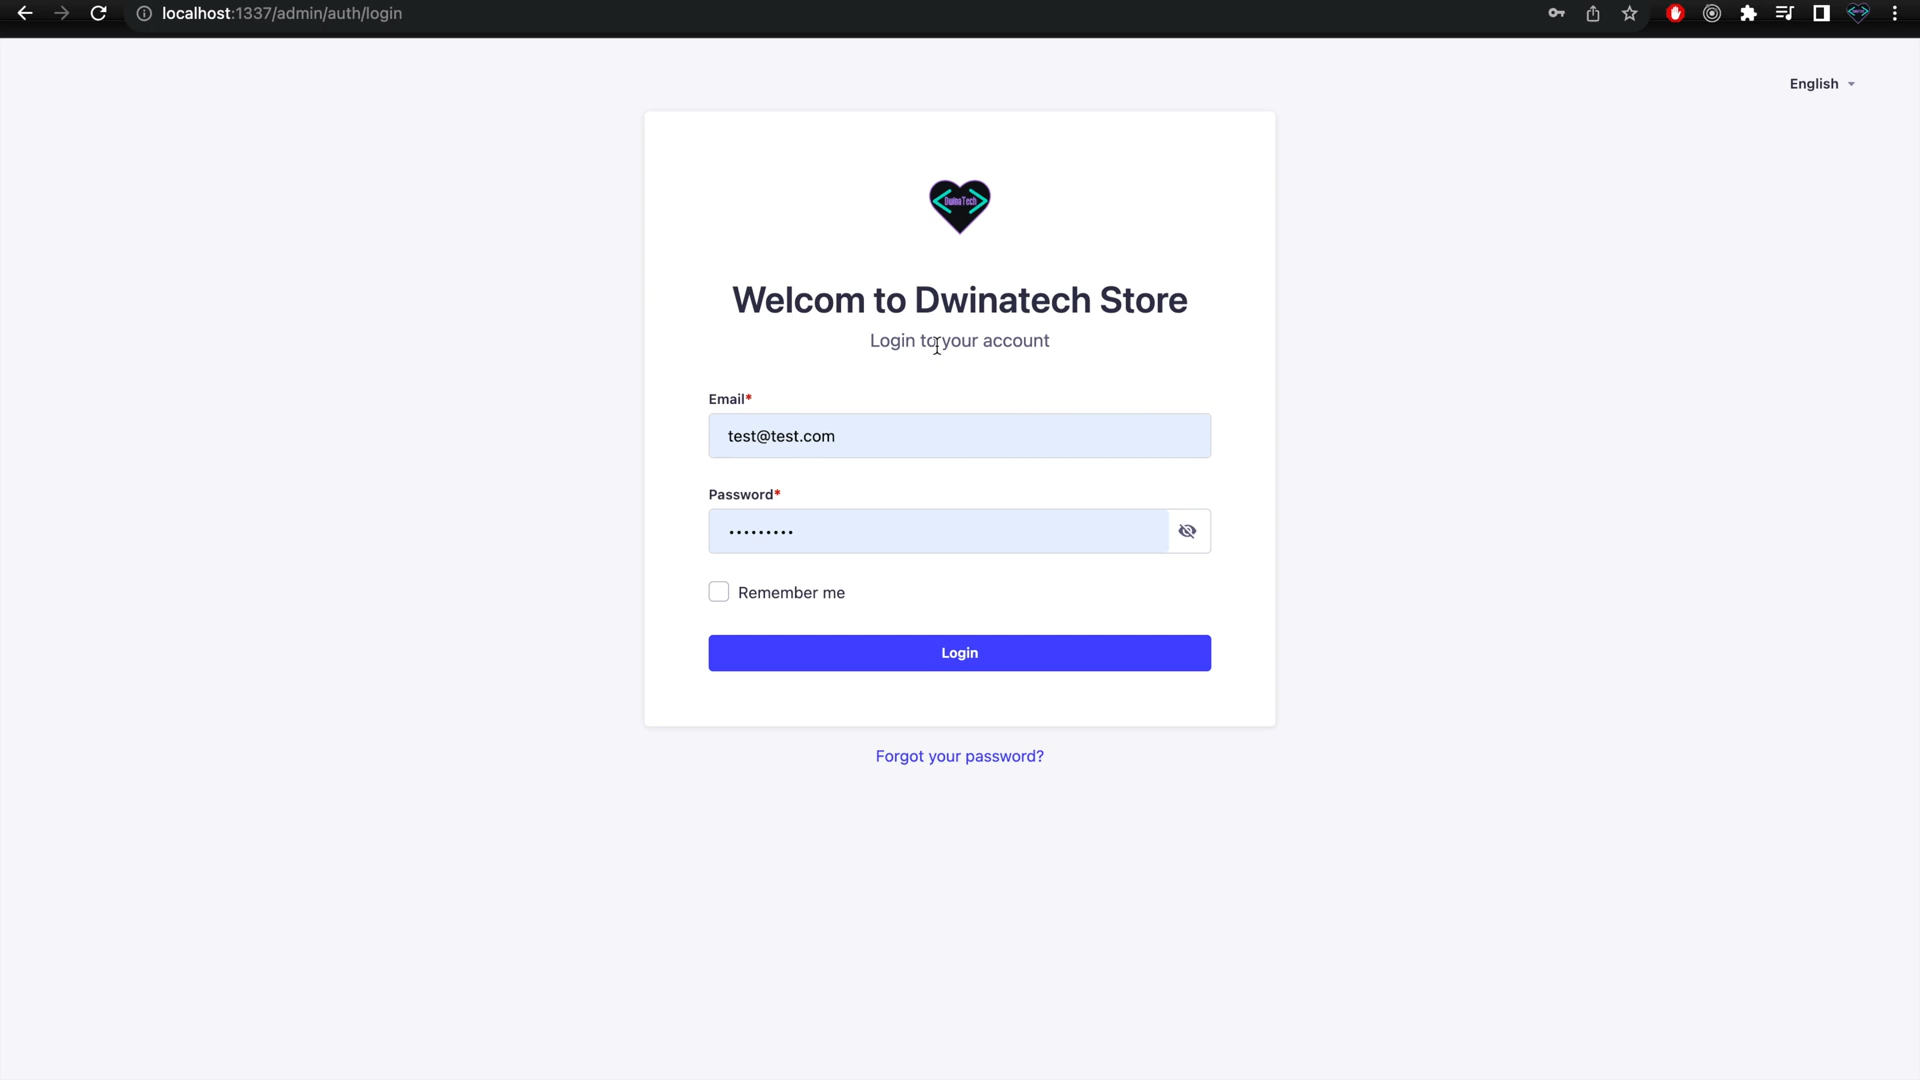 localhost:1337/admin/auth/login
English
DwinaTech
Welcom to Dwinatech Store
Login to your account
Email*
test@test.com
Password*
•••••••••
Remember me
Login
Forgot your password?